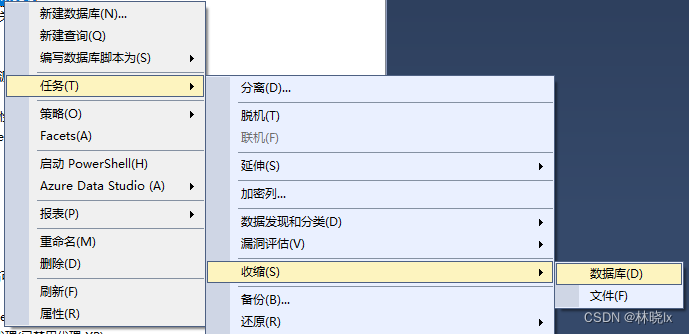 新建数据库(N)...
新建查询(Q)
编写数据库脚本为(S)
任务(T)
策略(O)
Facets(A)
启动 PowerShell(H)
Azure Data Studio (A)
报表(P)
重命名(M)
删除(D)
刷新(F)
属性(R)
分离(D)...
脱机(T)
联机(F)
延伸(S)
加密列...
数据发现和分类(D)
漏洞评估(V)
收缩(S)
备份(B)...
还原(R)
数据库(D)
文件(F)
CSDN @林晓lx